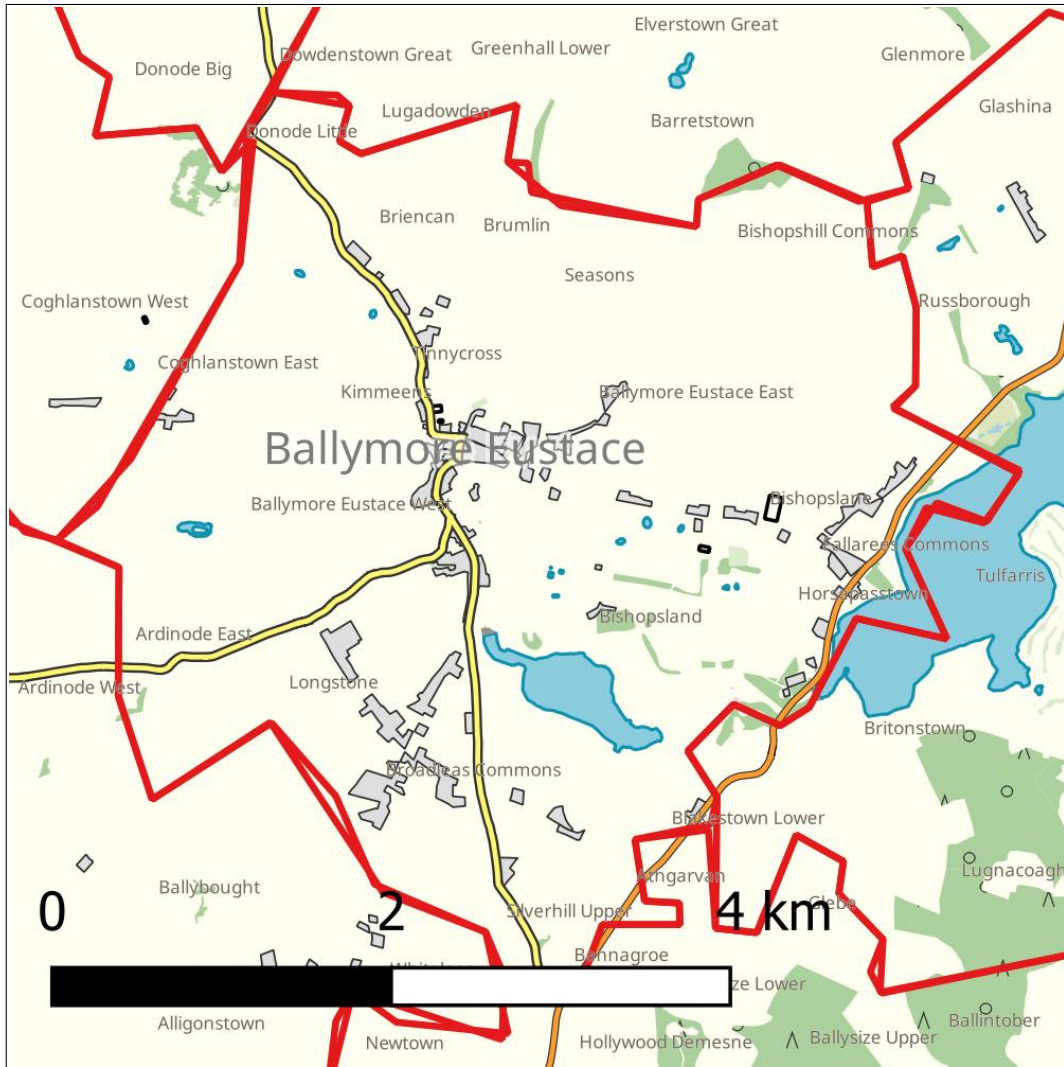 Elverstown Great
Greenhall Lower
Dowdenstown Great
Glenmore
Donode Big
Glashina
Lugadowden
Barretstown
Donode Little
Briencan
Brumlin
Bishopshill Commons
Seasons
Coghlanstown West
Russborough
Tinnycross
Coghlanstown East
Kimmeens
Ballymore Eustace East
Ballymore Eustace
Bishopslane
Ballymore Eustace West
Tulfarris
Horsepasstown
Bishopsland
Ardinode East
Longstone
Ardinode West
Britonstown
Broadleas Commons
Blakestown Lower
Lugnacoagh
Athgarvan
Ballybought
Glebe
0 2 4 km
Silverhill Upper
Bannagroe
ze Lower
Alligonstown
Ballintober
Ballysize Upper
Newtown
Hollywood Demesne